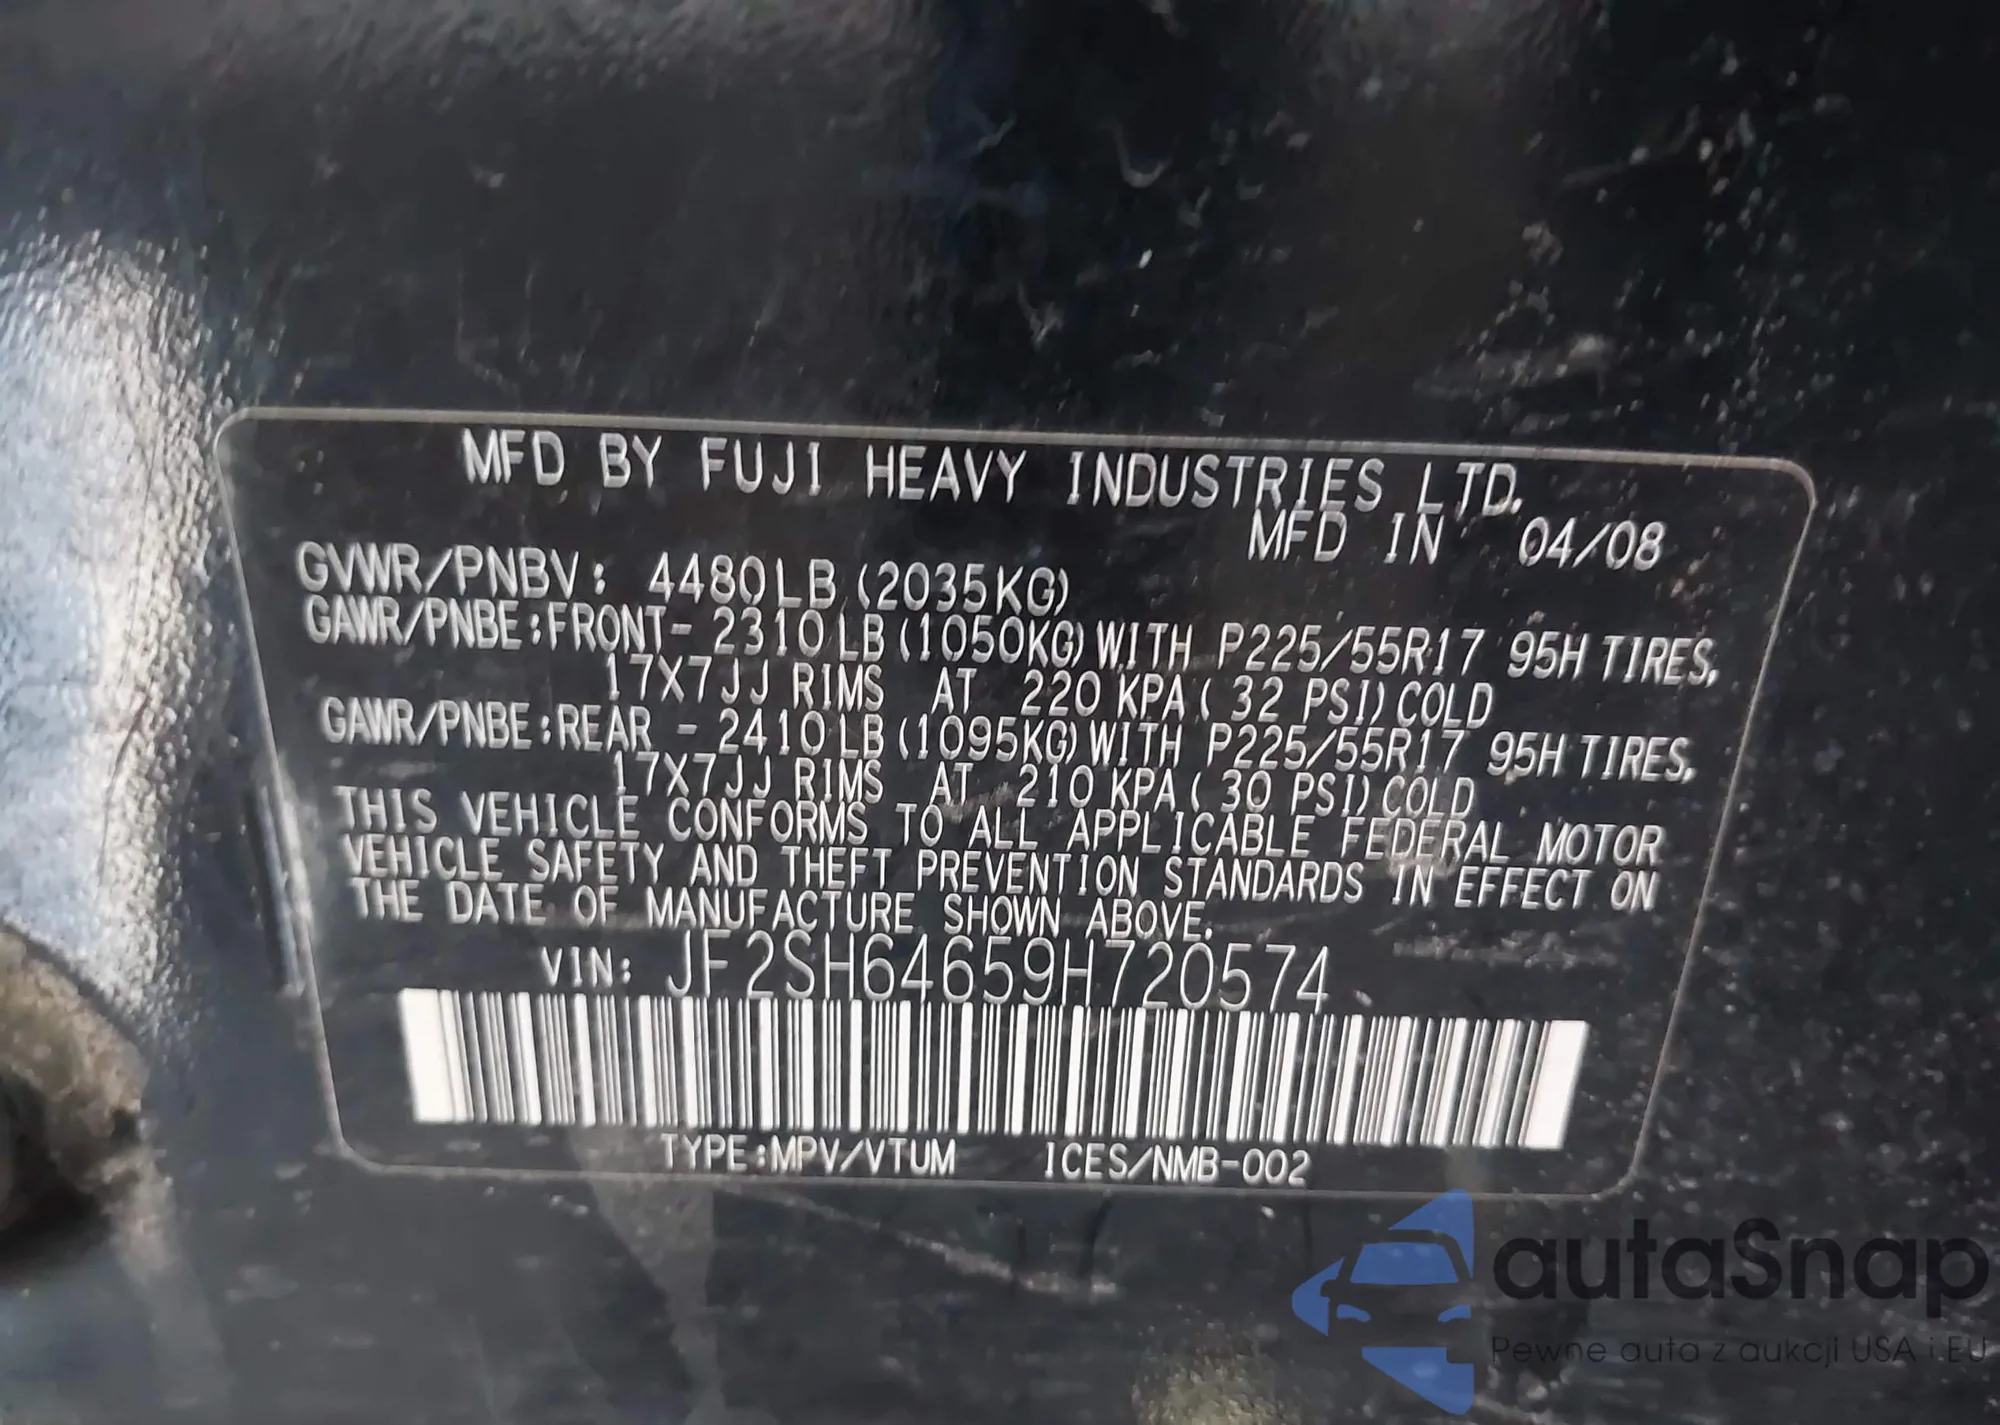 MFD BY FUJI HEAVY INDUSTRIES LTD.
MFD IN 04/08
GVWR/PNBV: 4480LB (2035KG)
GAWR/PNBE:FRONT- 2310LB(1050KG)WITH P225/55R17 95H TIRES,
17X7JJ RIMS AT 220 KPA( 32 PSI)COLD
GAWR/PNBE:REAR - 2410LB(1095KG)WITH P225/55R17 95H TIRES,
17X7JJ RIMS AT 210 KPA( 30 PSI)COLD
THIS VEHICLE CONFORMS TO ALL APPLICABLE FEDERAL MOTOR
VEHICLE SAFETY AND THEFT PREVENTION STANDARDS IN EFFECT ON
THE DATE OF MANUFACTURE SHOWN ABOVE.
VIN: JF2SH64659H720574
TYPE:MPV/VTUM ICES/NMB-002
autaSnap
Pewne auta z aukcji USA i EU